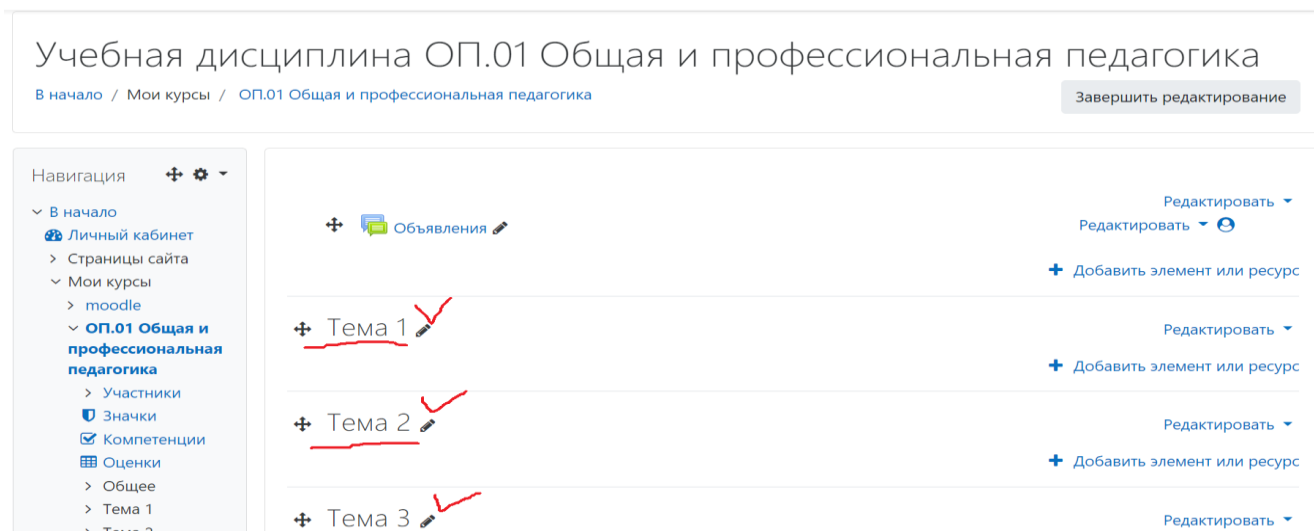 Учебная дисциплина ОП.01 Общая и профессиональная педагогика
В начало / Мои курсы / ОП.01 Общая и профессиональная педагогика
Завершить редактирование
Навигация
В начало
Личный кабинет
Страницы сайта
Мои курсы
moodle
ОП.01 Общая и
профессиональная
педагогика
Участники
Значки
Компетенции
Оценки
Общее
Тема 1
Редактировать
Объявления
Редактировать
Добавить элемент или ресурс
Тема 1
Редактировать
Добавить элемент или ресурс
Тема 2
Редактировать
Добавить элемент или ресурс
Тема 3
Редактировать